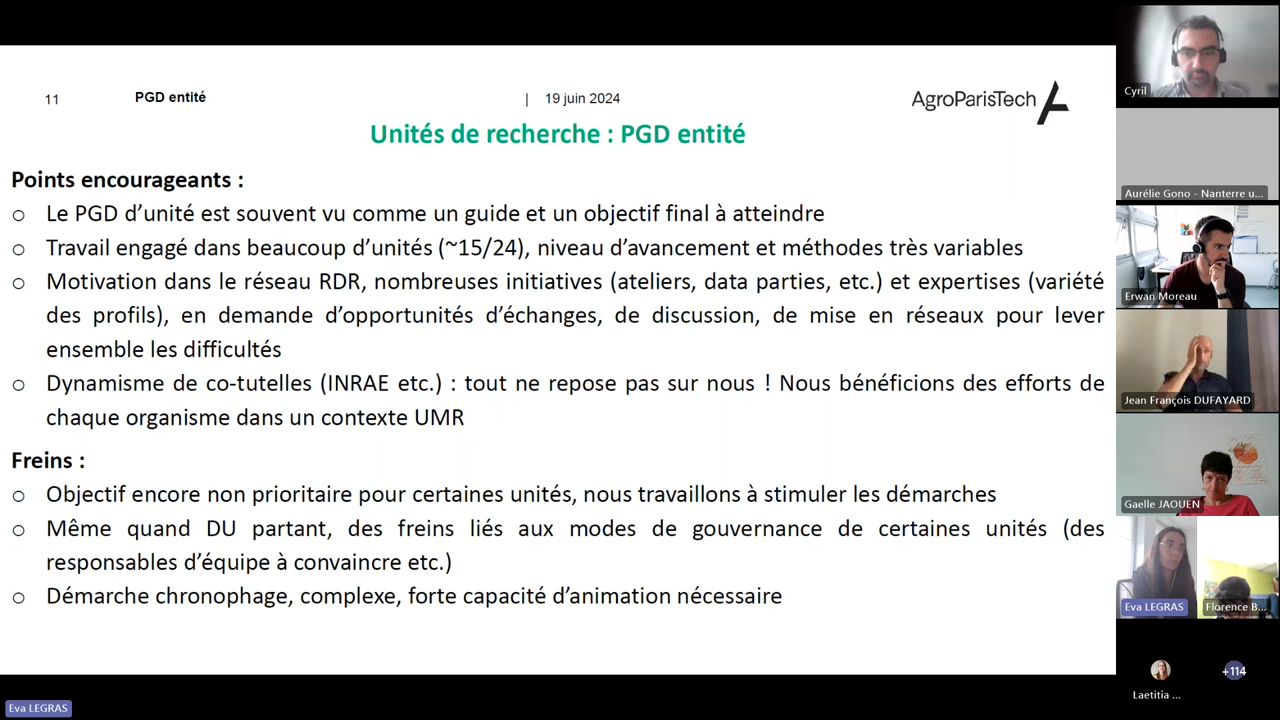 11
PGD entité
| 19 juin 2024
AgroParisTech
Unités de recherche : PGD entité
Points encourageants :
o Le PGD d’unité est souvent vu comme un guide et un objectif final à atteindre
o Travail engagé dans beaucoup d’unités (~15/24), niveau d’avancement et méthodes très variables
o Motivation dans le réseau RDR, nombreuses initiatives (ateliers, data parties, etc.) et expertises (variété
des profils), en demande d’opportunités d’échanges, de discussion, de mise en réseaux pour lever
ensemble les difficultés
o Dynamisme de co-tutelles (INRAE etc.) : tout ne repose pas sur nous ! Nous bénéficions des efforts de
chaque organisme dans un contexte UMR
Freins :
o Objectif encore non prioritaire pour certaines unités, nous travaillons à stimuler les démarches
o Même quand DU partant, des freins liés aux modes de gouvernance de certaines unités (des
responsables d’équipe à convaincre etc.)
o Démarche chronophage, complexe, forte capacité d’animation nécessaire
Eva LEGRAS
Cyril
Aurélie Gono - Nanterre u...
Erwan Moreau
Jean François DUFAYARD
Gaelle JAOUEN
Eva LEGRAS
Florence B...
Laetitia ...
+114